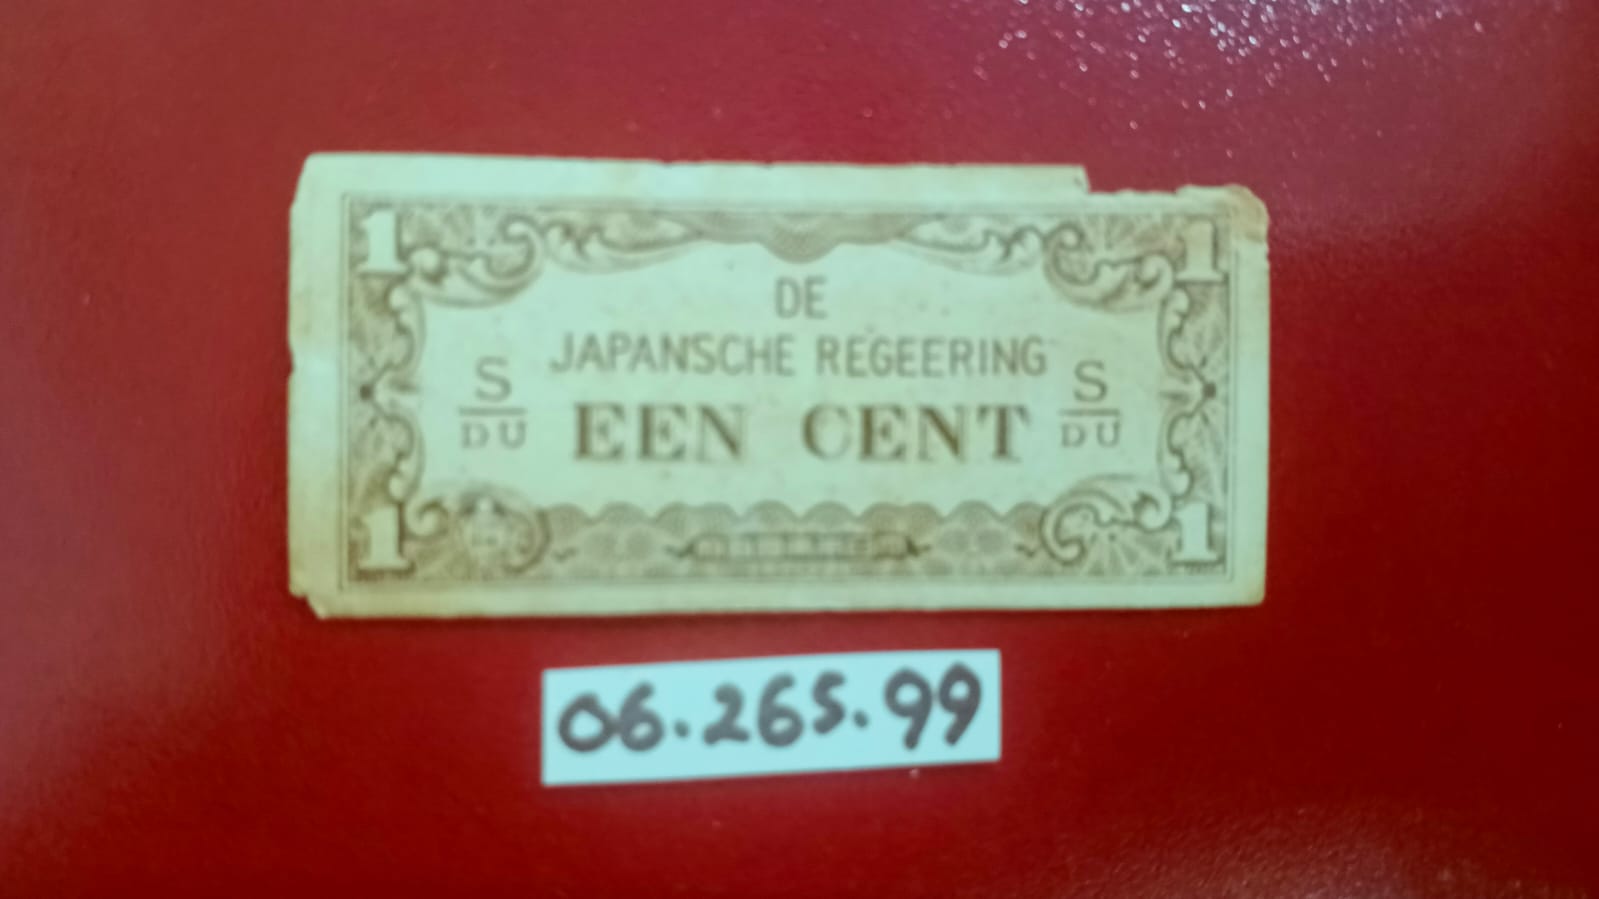 1 1
DE
JAPANSCHE REGEERING
S S
DU DU
EEN CENT
1 1
06.265.99